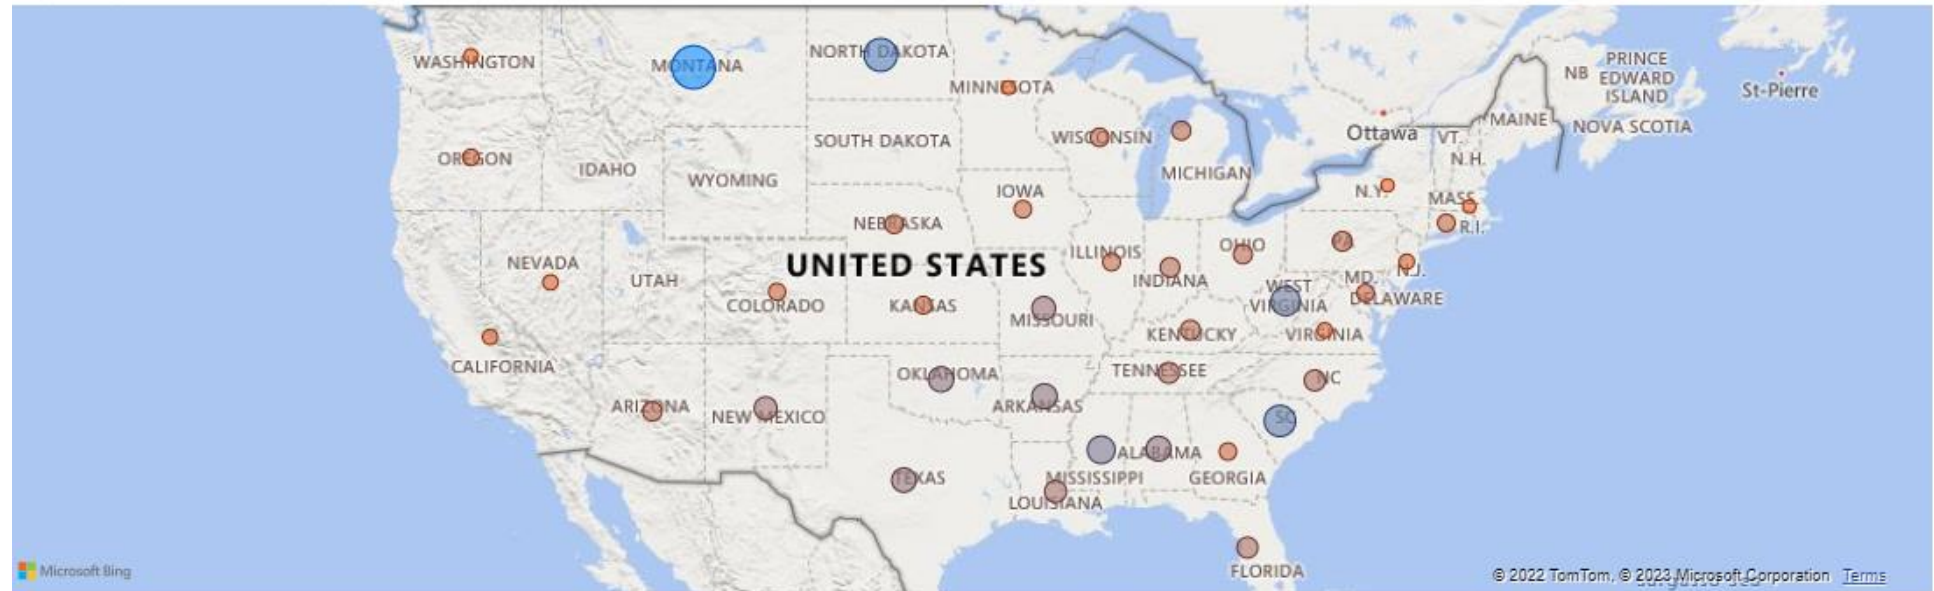 WASHINGTON
MONTANA
NORTH DAKOTA
MINNESOTA
OREGON
IDAHO
WYOMING
SOUTH DAKOTA
WISCONSIN
MICHIGAN
IOWA
NEBRASKA
NEVADA
UTAH
COLORADO
UNITED STATES
KANSAS
MISSOURI
ILLINOIS
INDIANA
OHIO
WEST
VIRGINIA
KENTUCKY
VIRGINIA
CALIFORNIA
ARIZONA
NEW MEXICO
OKLAHOMA
ARKANSAS
TENNESSEE
NC
SC
TEXAS
LOUISIANA
MISSISSIPPI
ALABAMA
GEORGIA
FLORIDA
Ottawa
VT.
N.H.
MAINE
NB
PRINCE
EDWARD
ISLAND
NOVA SCOTIA
St-Pierre
N.Y.
MASS.
R.I.
PA
N.J.
MD.
DELAWARE
Microsoft Bing
© 2022 TomTom, © 2023 Microsoft Corporation Terms